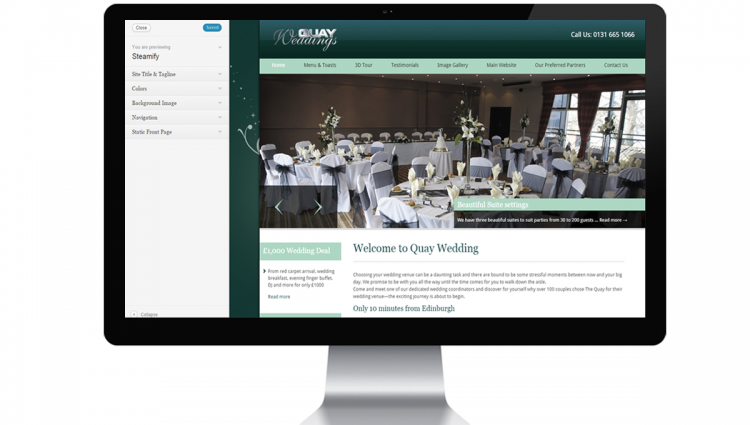 Close
Saved
You are previewing
Steamify
Site Title & Tagline
Colors
Background Image
Navigation
Static Front Page
Collapse
QUAY
Weddings
Call Us: 0131 665 1066
Home
Menu & Toasts
3D Tour
Testimonials
Image Gallery
Main Website
Our Preferred Partners
Contact Us
Beautiful Suite settings
We have three beautiful suites to suit parties from 30 to 200 guests ... Read more →
£1,000 Wedding Deal
From red carpet arrival, wedding
breakfast, evening finger buffet,
DJ and more for only £1000
Read more
Welcome to Quay Wedding
Choosing your wedding venue can be a daunting task and there are bound to be some stressful moments between now and your big
day. We promise to be with you all the way until the time comes for you to walk down the aisle.
Come and meet one of our dedicated wedding coordinators and discover for yourself why over 100 couples chose The Quay for their
wedding venue—the exciting journey is about to begin.
Only 10 minutes from Edinburgh